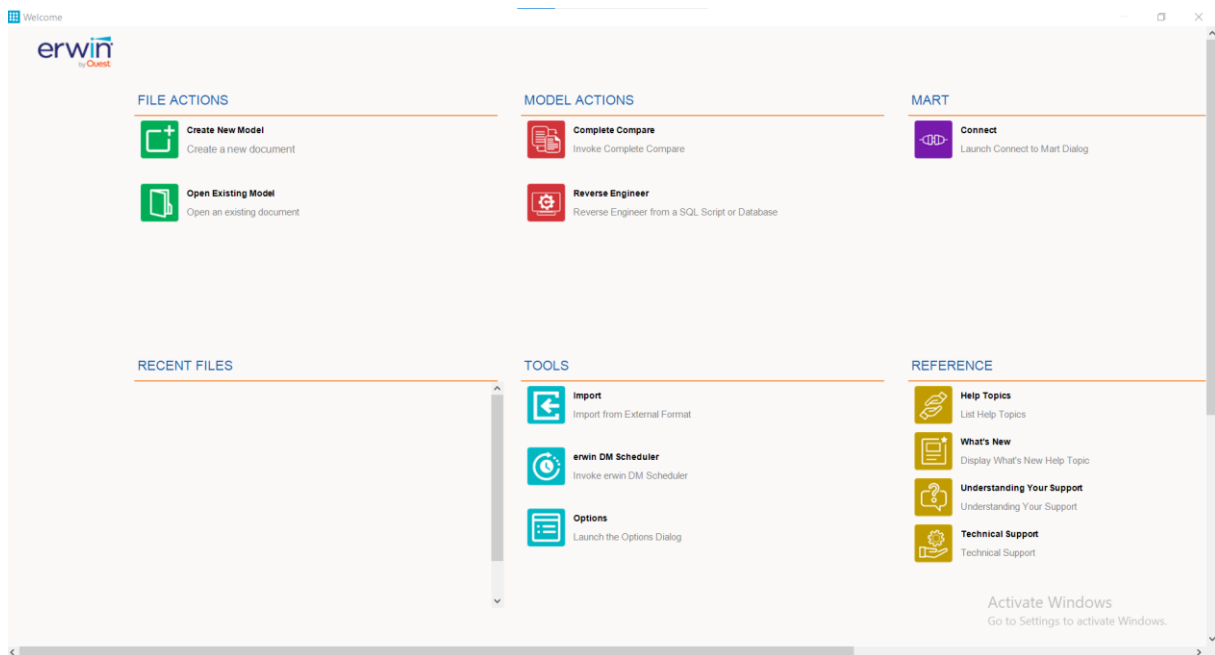 Welcome
erwin
by Quest
FILE ACTIONS
Create New Model
Create a new document
Open Existing Model
Open an existing document
MODEL ACTIONS
Complete Compare
Invoke Complete Compare
Reverse Engineer
Reverse Engineer from a SQL Script or Database
MART
Connect
Launch Connect to Mart Dialog
RECENT FILES
TOOLS
Import
Import from External Format
erwin DM Scheduler
Invoke erwin DM Scheduler
Options
Launch the Options Dialog
REFERENCE
Help Topics
List Help Topics
What's New
Display What's New Help Topic
Understanding Your Support
Understanding Your Support
Technical Support
Technical Support
Activate Windows
Go to Settings to activate Windows.